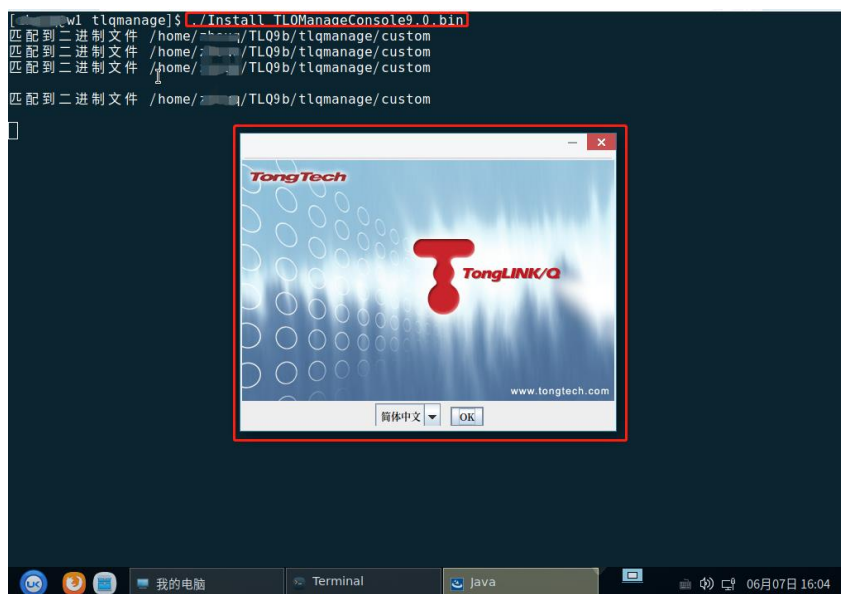 w1 tlqmanage]$ ./Install_TLQManageConsole9.0.bin
匹配到二进制文件 /home/ /TLQ9b/tlqmanage/custom
匹配到二进制文件 /home/ /TLQ9b/tlqmanage/custom
匹配到二进制文件 /home/ /TLQ9b/tlqmanage/custom
匹配到二进制文件 /home/ /TLQ9b/tlqmanage/custom
TongTech
TongLINK/Q
www.tongtech.com
简体中文 OK
我的电脑 Terminal Java 06月07日 16:04